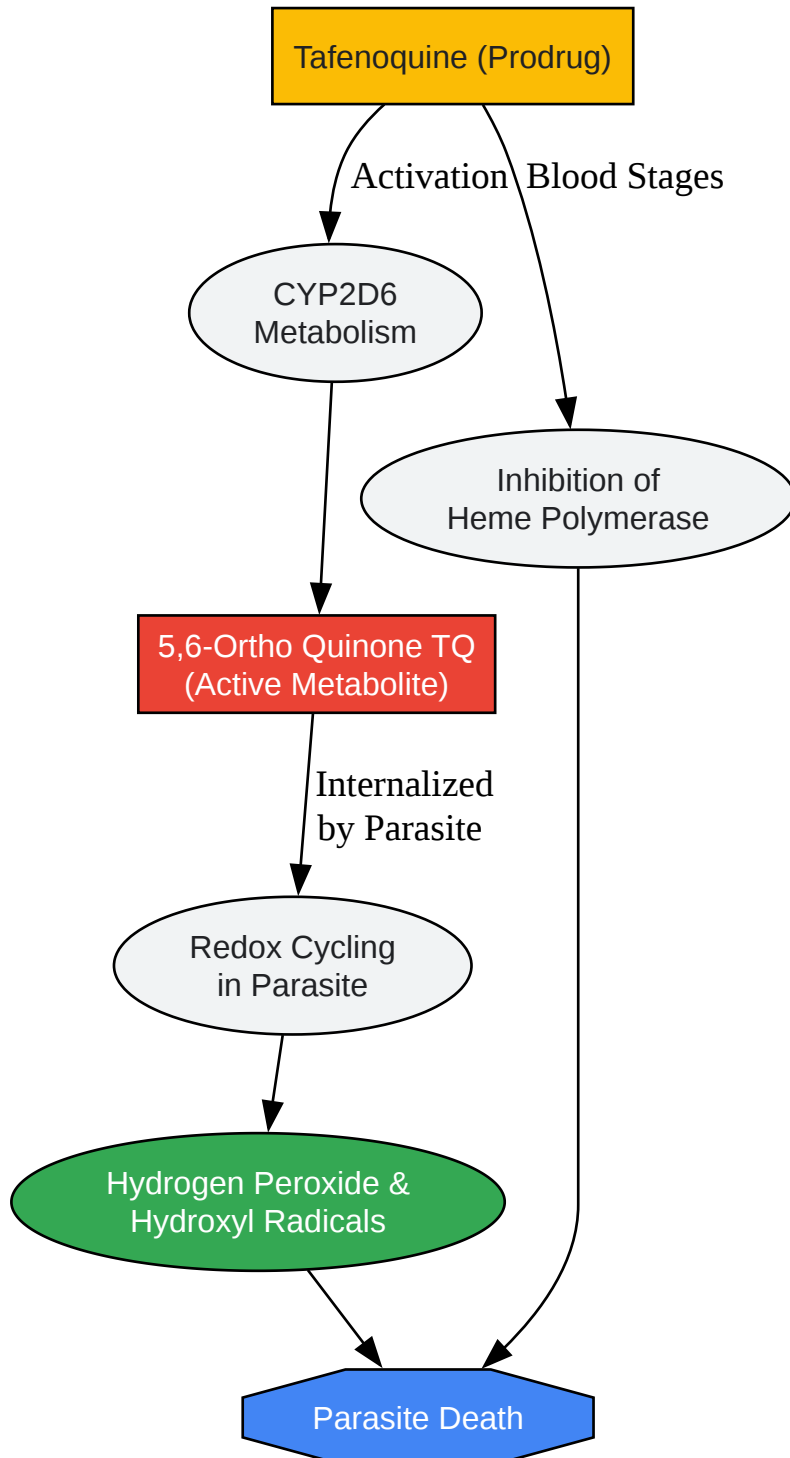 Tafenoquine (Prodrug)
Activation
Blood Stages
CYP2D6
Metabolism
Inhibition of
Heme Polymerase
5,6-Ortho Quinone TQ
(Active Metabolite)
Internalized
by Parasite
Redox Cycling
in Parasite
Hydrogen Peroxide &
Hydroxyl Radicals
Parasite Death